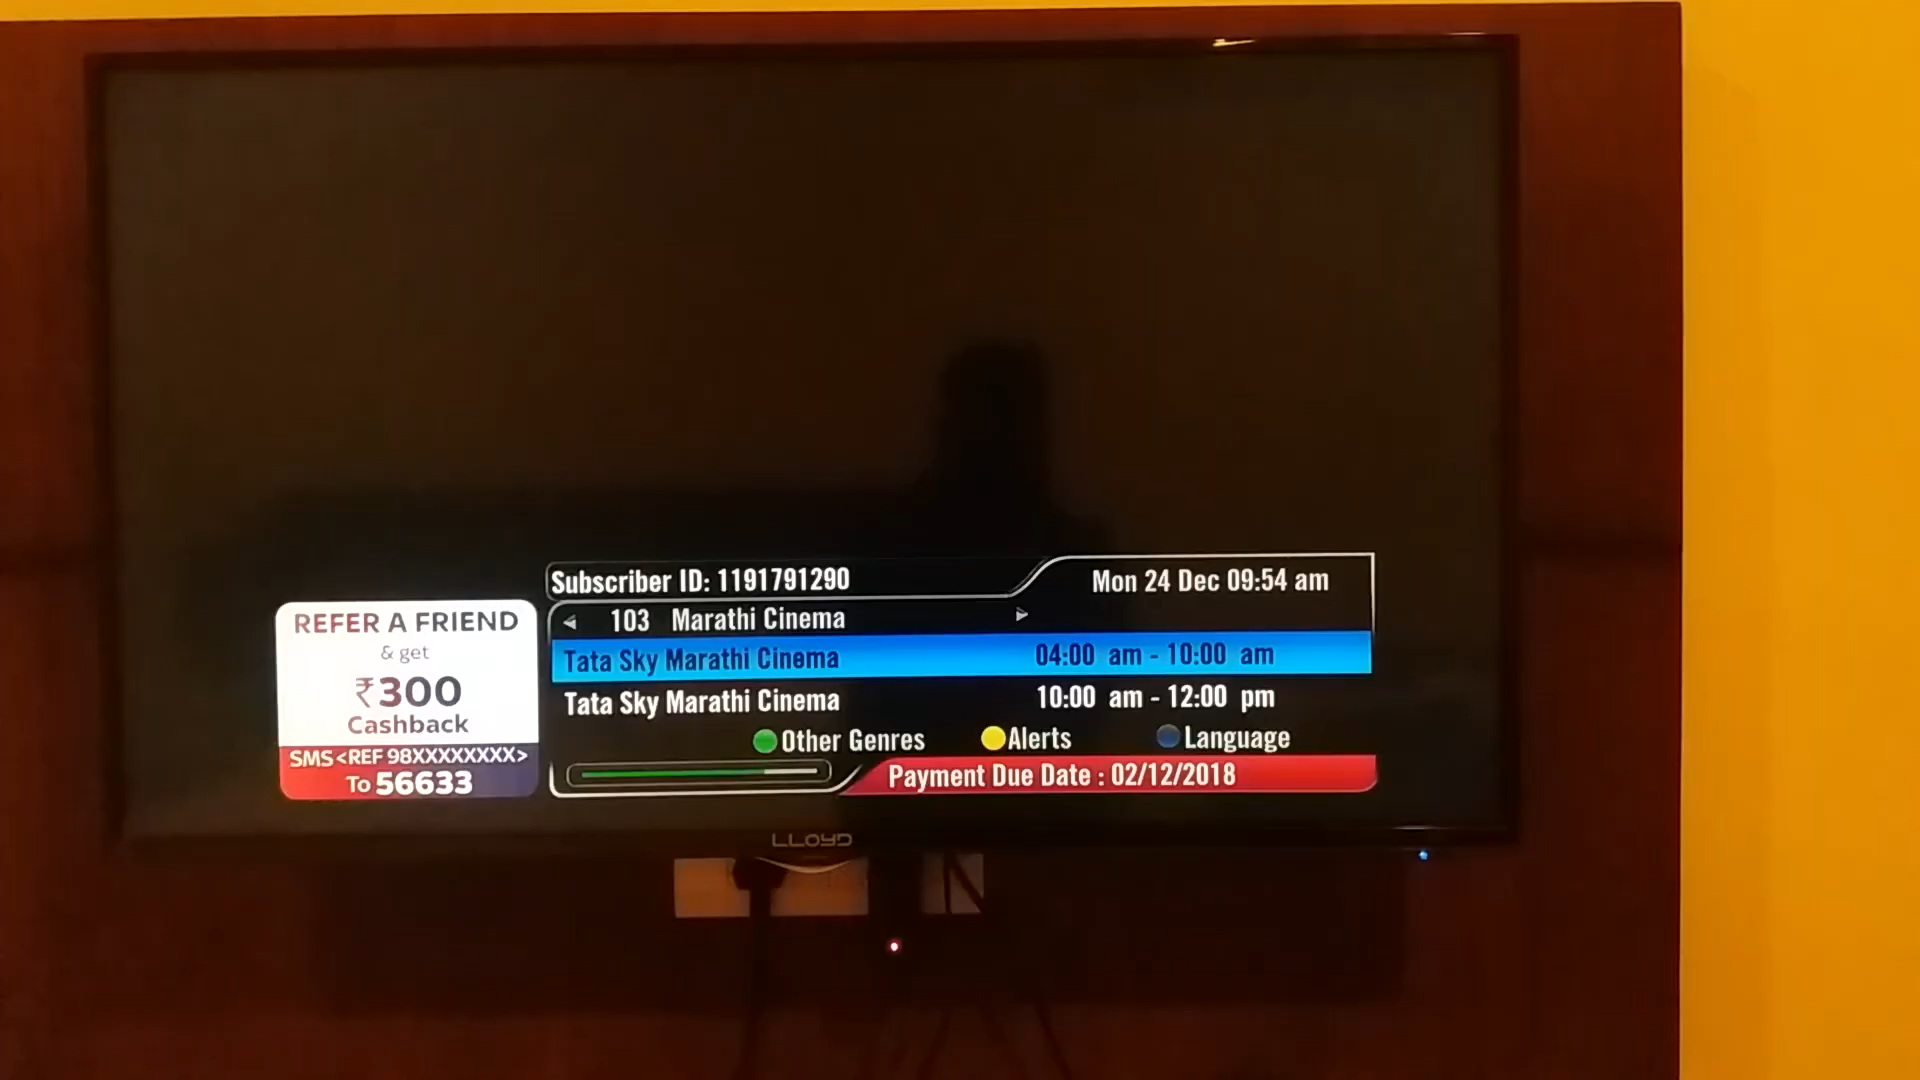 Subscriber ID: 1191791290
Mon 24 Dec 09:54 am
103 Marathi Cinema
Tata Sky Marathi Cinema 04:00 am - 10:00 am
Tata Sky Marathi Cinema 10:00 am - 12:00 pm
Other Genres Alerts Language
Payment Due Date : 02/12/2018
REFER A FRIEND
& get
₹300
Cashback
SMS <REF 98XXXXXXXX>
To 56633
LLOYD